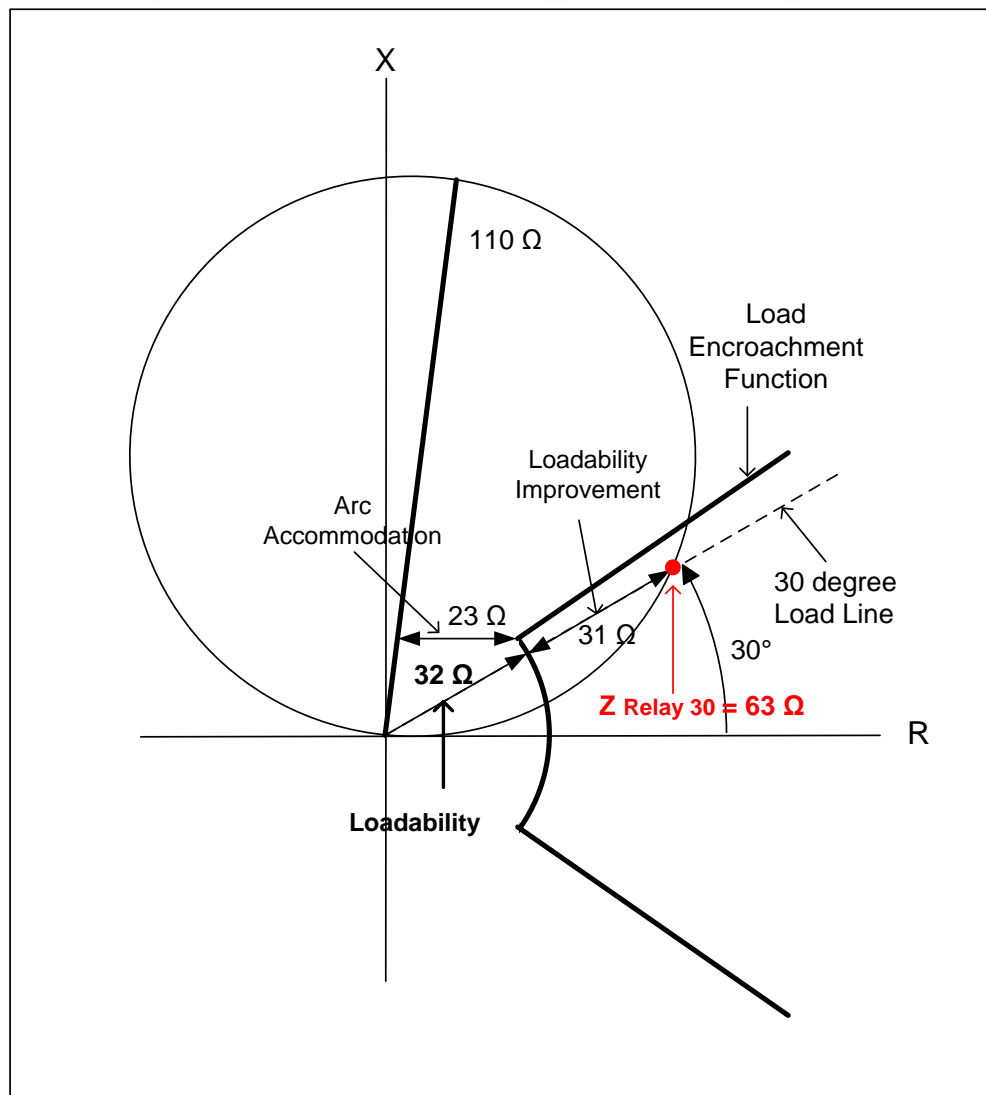 X
110 Ω
Load
Encroachment
Function
Loadability
Improvement
Arc
Accommodation
30 degree
Load Line
23 Ω
31 Ω
30°
32 Ω
Z Relay 30 = 63 Ω
R
Loadability